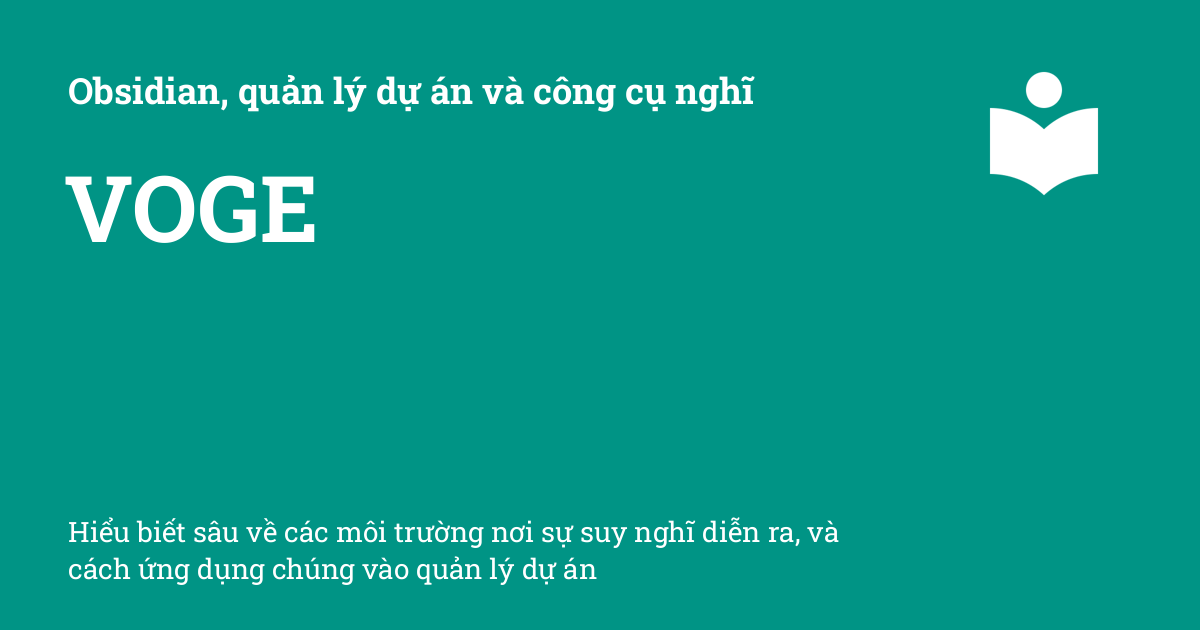 Obsidian, quản lý dự án và công cụ nghĩ
VOGE
Hiểu biết sâu về các môi trường nơi sự suy nghĩ diễn ra, và
cách ứng dụng chúng vào quản lý dự án